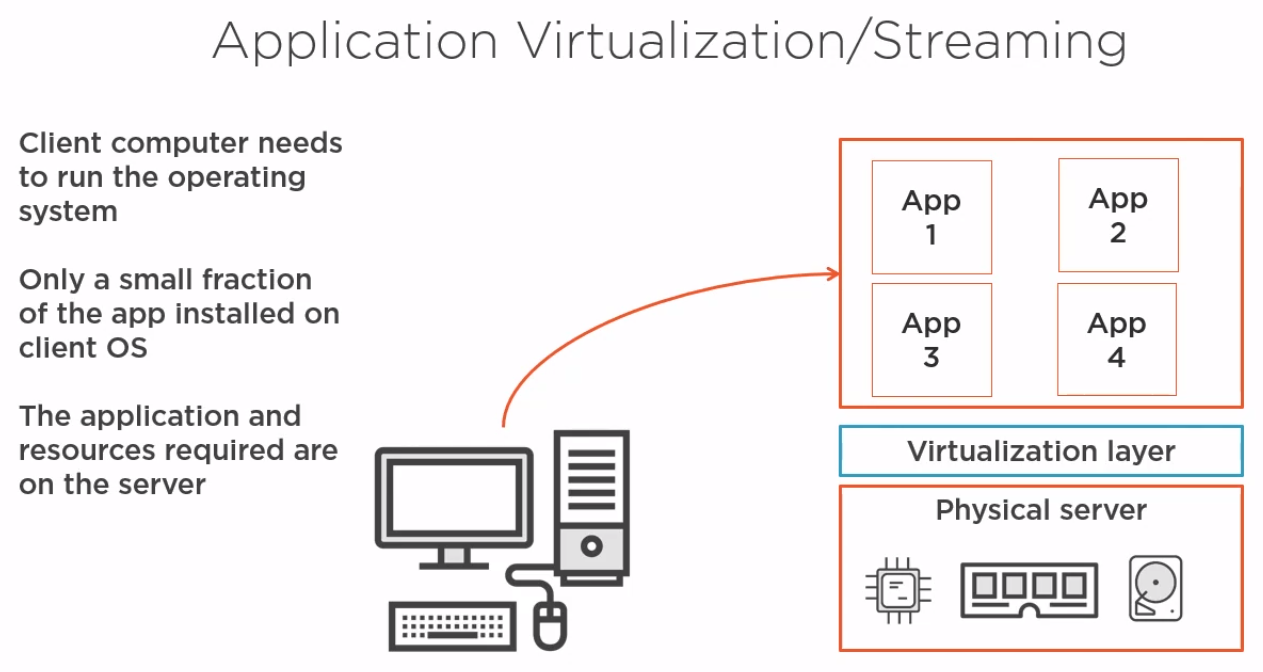 Application Virtualization/Streaming
Client computer needs
to run the operating
system
Only a small fraction
of the app installed on
client OS
The application and
resources required are
on the server
App
1
App
2
App
3
App
4
Virtualization layer
Physical server